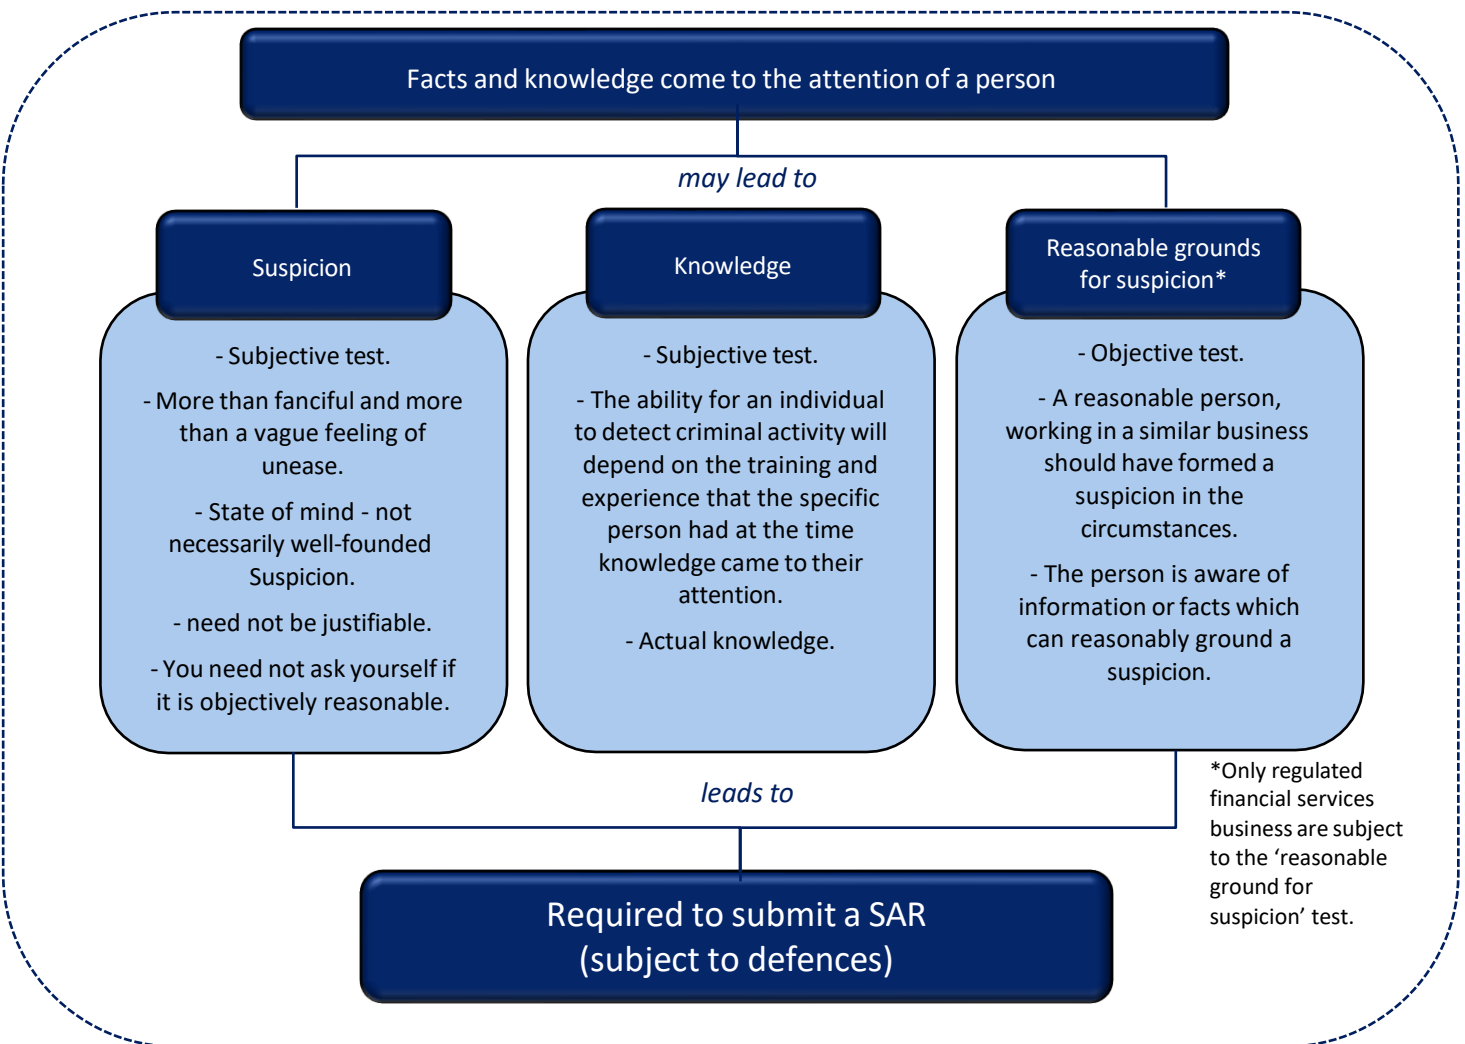 Facts and knowledge come to the attention of a person
may lead to
Suspicion
- Subjective test.
- More than fanciful and more
than a vague feeling of
unease.
- State of mind - not
necessarily well-founded
Suspicion.
- need not be justifiable.
- You need not ask yourself if
it is objectively reasonable.
Knowledge
- Subjective test.
- The ability for an individual
to detect criminal activity will
depend on the training and
experience that the specific
person had at the time
knowledge came to their
attention.
- Actual knowledge.
Reasonable grounds
for suspicion*
- Objective test.
- A reasonable person,
working in a similar business
should have formed a
suspicion in the
circumstances.
- The person is aware of
information or facts which
can reasonably ground a
suspicion.
leads to
*Only regulated
financial services
business are subject
to the ‘reasonable
ground for
suspicion’ test.
Required to submit a SAR
(subject to defences)